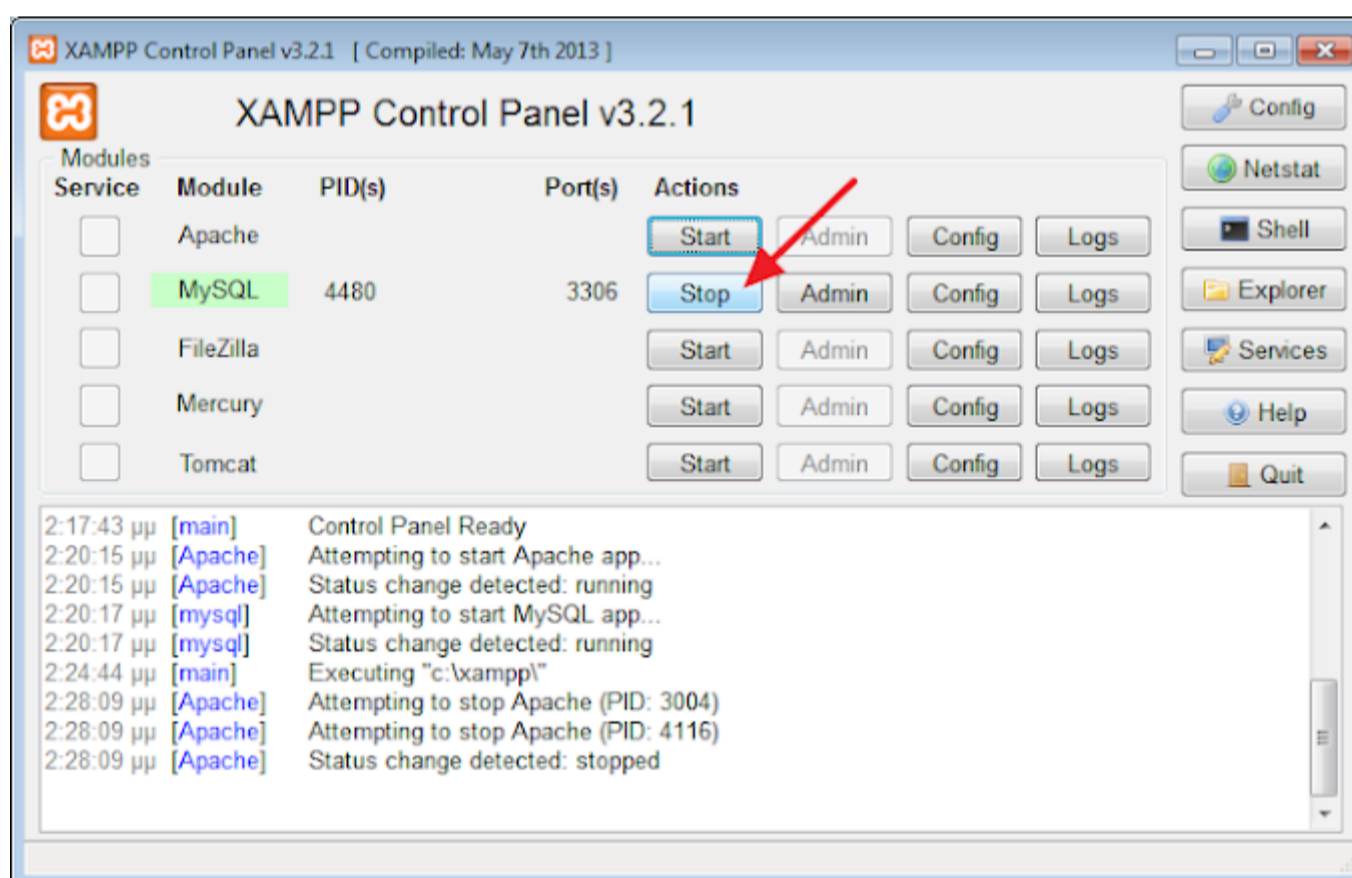 XAMPP Control Panel v3.2.1 [ Compiled: May 7th 2013 ]
XAMPP Control Panel v3.2.1
Config
Modules
Netstat
Service Module PID(s) Port(s) Actions
Apache Start Admin Config Logs
Shell
MySQL 4480 3306 Stop Admin Config Logs
Explorer
FileZilla Start Admin Config Logs
Services
Mercury Start Admin Config Logs
Help
Tomcat Start Admin Config Logs
Quit
2:17:43 μμ [main] Control Panel Ready
2:20:15 μμ [Apache] Attempting to start Apache app...
2:20:15 μμ [Apache] Status change detected: running
2:20:17 μμ [mysql] Attempting to start MySQL app...
2:20:17 μμ [mysql] Status change detected: running
2:24:44 μμ [main] Executing "c:\xampp\"
2:28:09 μμ [Apache] Attempting to stop Apache (PID: 3004)
2:28:09 μμ [Apache] Attempting to stop Apache (PID: 4116)
2:28:09 μμ [Apache] Status change detected: stopped